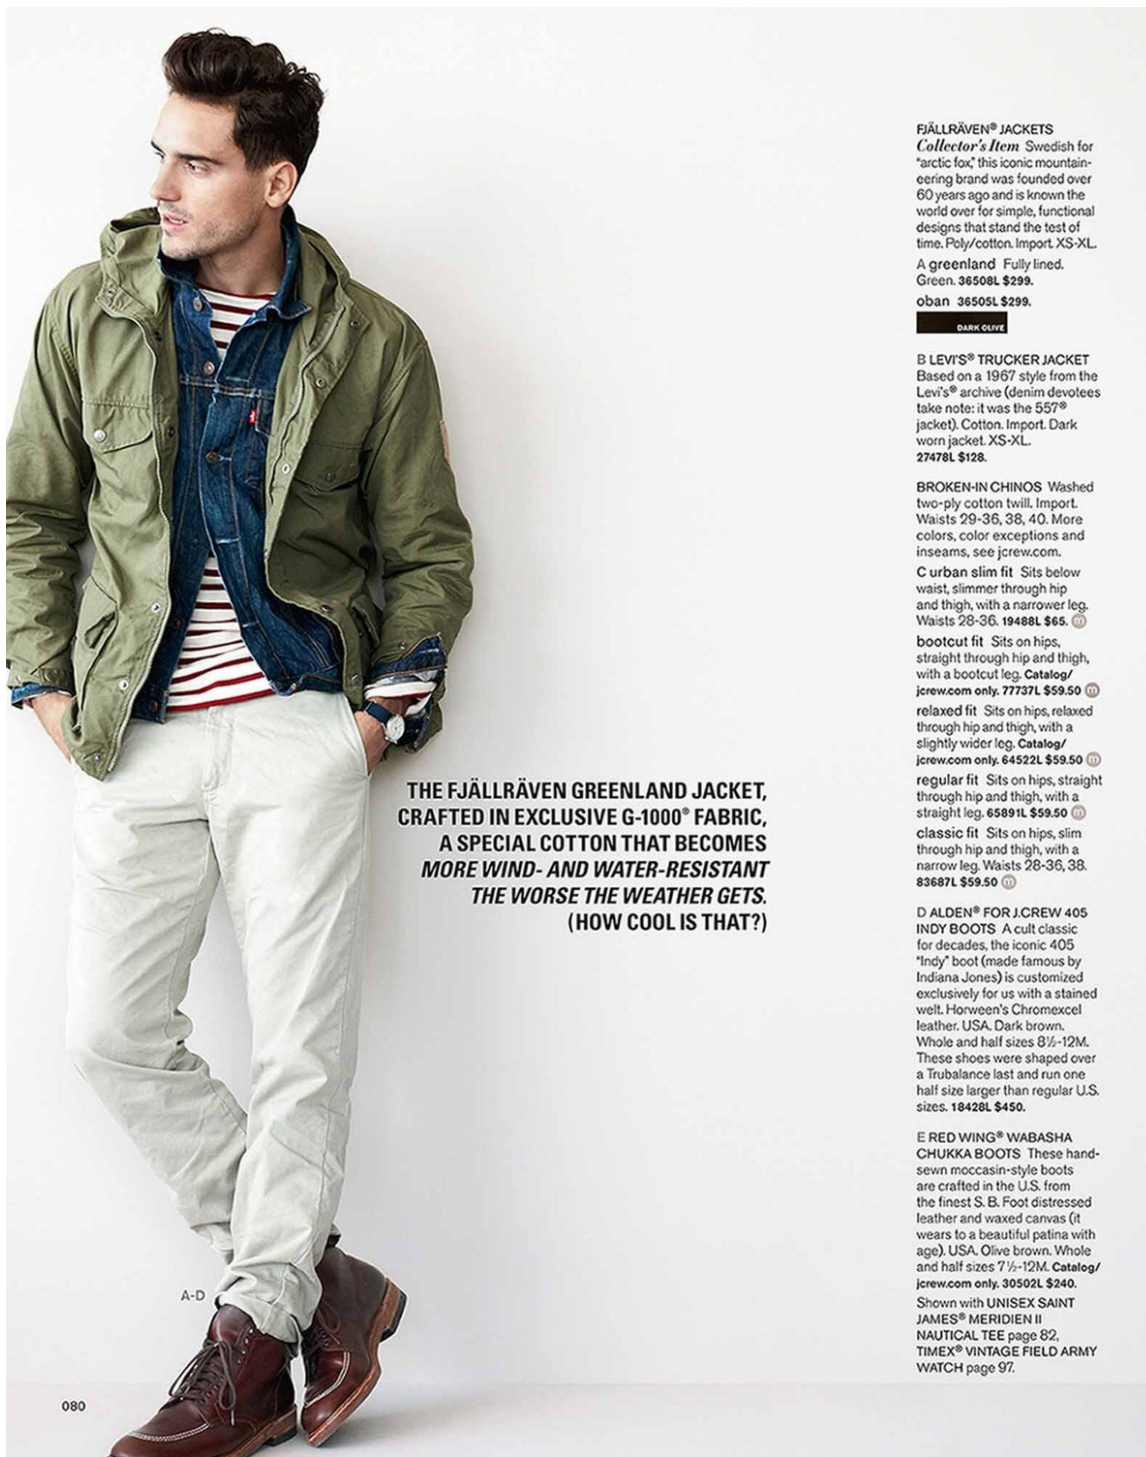 FJÄLLRÄVEN® JACKETS
Collector's Item Swedish for
"arctic fox," this iconic mountain-
eering brand was founded over
60 years ago and is known the
world over for simple, functional
designs that stand the test of
time. Poly/cotton. Import. XS-XL.
A greenland Fully lined.
Green. 36508L $299.
oban 36505L $299.
DARK OLIVE
B LEVI'S® TRUCKER JACKET
Based on a 1967 style from the
Levi's® archive (denim devotees
take note: it was the 557®
jacket). Cotton. Import. Dark
worn jacket. XS-XL.
27478L $128.
BROKEN-IN CHINOS Washed
two-ply cotton twill. Import.
Waists 29-36, 38, 40. More
colors, color exceptions and
inseams, see jcrew.com.
C urban slim fit Sits below
waist, slimmer through hip
and thigh, with a narrower leg.
Waists 28-36. 19488L $65. m
bootcut fit Sits on hips,
straight through hip and thigh,
with a bootcut leg. Catalog/
jcrew.com only. 77737L $59.50 m
relaxed fit Sits on hips, relaxed
through hip and thigh, with a
slightly wider leg. Catalog/
jcrew.com only. 64522L $59.50 m
regular fit Sits on hips, straight
through hip and thigh, with a
straight leg. 65891L $59.50 m
classic fit Sits on hips, slim
through hip and thigh, with a
narrow leg. Waists 28-36, 38.
83687L $59.50 m
D ALDEN® FOR J.CREW 405
INDY BOOTS A cult classic
for decades, the iconic 405
"Indy" boot (made famous by
Indiana Jones) is customized
exclusively for us with a stained
welt. Horween's Chromexcel
leather. USA. Dark brown.
Whole and half sizes 8½-12M.
These shoes were shaped over
a Trubalance last and run one
half size larger than regular U.S.
sizes. 18428L $450.
E RED WING® WABASHA
CHUKKA BOOTS These hand-
sewn moccasin-style boots
are crafted in the U.S. from
the finest S. B. Foot distressed
leather and waxed canvas (it
wears to a beautiful patina with
age). USA. Olive brown. Whole
and half sizes 7½-12M. Catalog/
jcrew.com only. 30502L $240.
Shown with UNISEX SAINT
JAMES® MERIDIEN II
NAUTICAL TEE page 82,
TIMEX® VINTAGE FIELD ARMY
WATCH page 97.
THE FJÄLLRÄVEN GREENLAND JACKET,
CRAFTED IN EXCLUSIVE G-1000® FABRIC,
A SPECIAL COTTON THAT BECOMES
MORE WIND- AND WATER-RESISTANT
THE WORSE THE WEATHER GETS.
(HOW COOL IS THAT?)
A-D
080